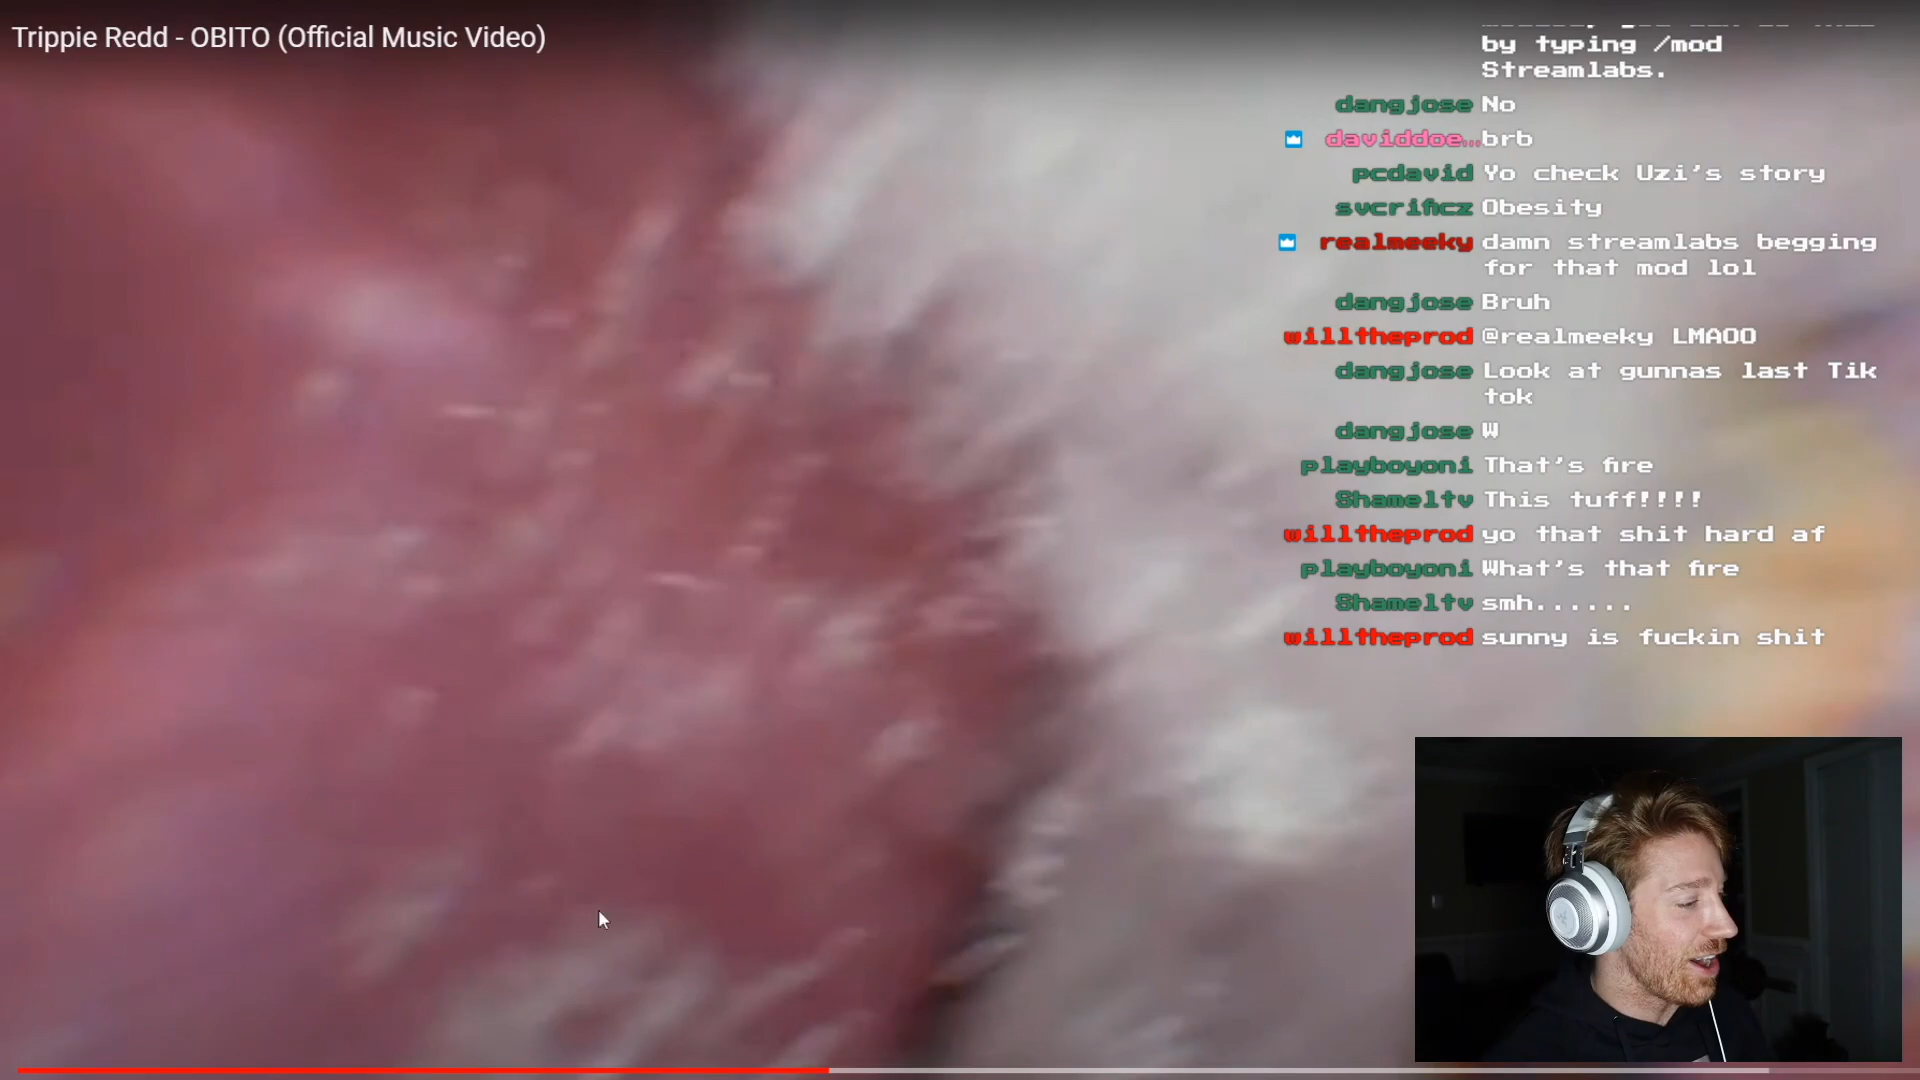 Trippie Redd - OBITO (Official Music Video)
by typing /mod
Streamlabs.
dangjose No
daviddoe... brb
pcdavid Yo check Uzi's story
svcrificz Obesity
realmeeky damn streamlabs begging
for that mod lol
dangjose Bruh
willtheprod @realmeeky LMAOO
dangjose Look at gunnas last Tik
tok
dangjose W
playboyoni That's fire
Shameltv This tuff!!!!
willtheprod yo that shit hard af
playboyoni What's that fire
Shameltv smh......
willtheprod sunny is fuckin shit